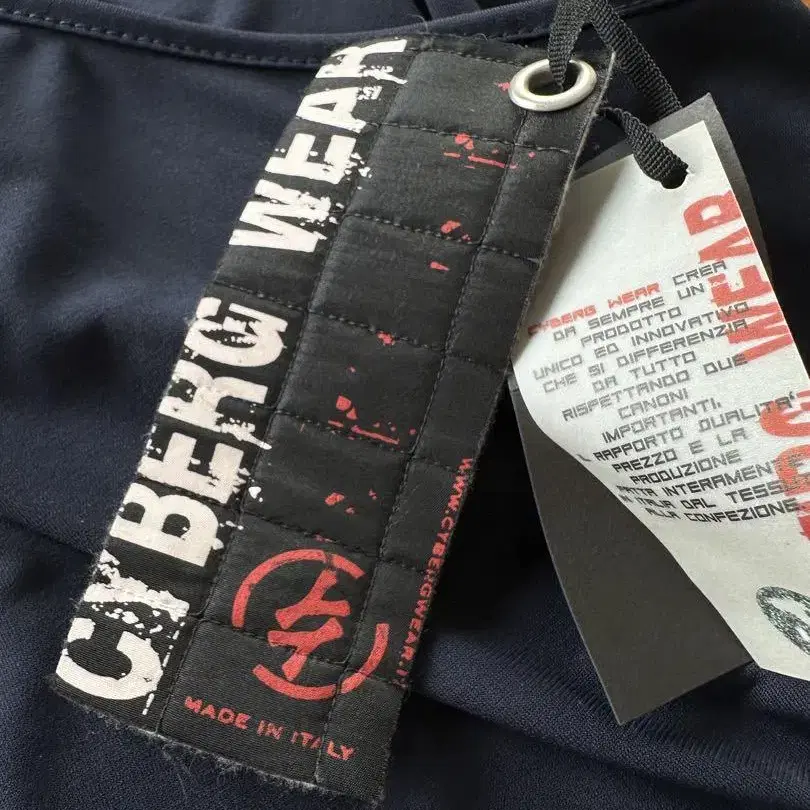 CYBERG WEAR
WWW.CYBERGWEAR.IT
MADE IN ITALY
CYBERG WEAR CREA
DA SEMPRE UN
PRODOTTO
UNICO ED INNOVATIVO
CHE SI DIFFERENZIA
DA TUTTO
RISPETTANDO DUE
CANONI
IMPORTANTI,
IL RAPPORTO QUALITA'
PREZZO E LA
PRODUZIONE
FATTA INTERAMENTE
IN ITALIA DAL TESSU
ALLA CONFEZIONE
WEAR